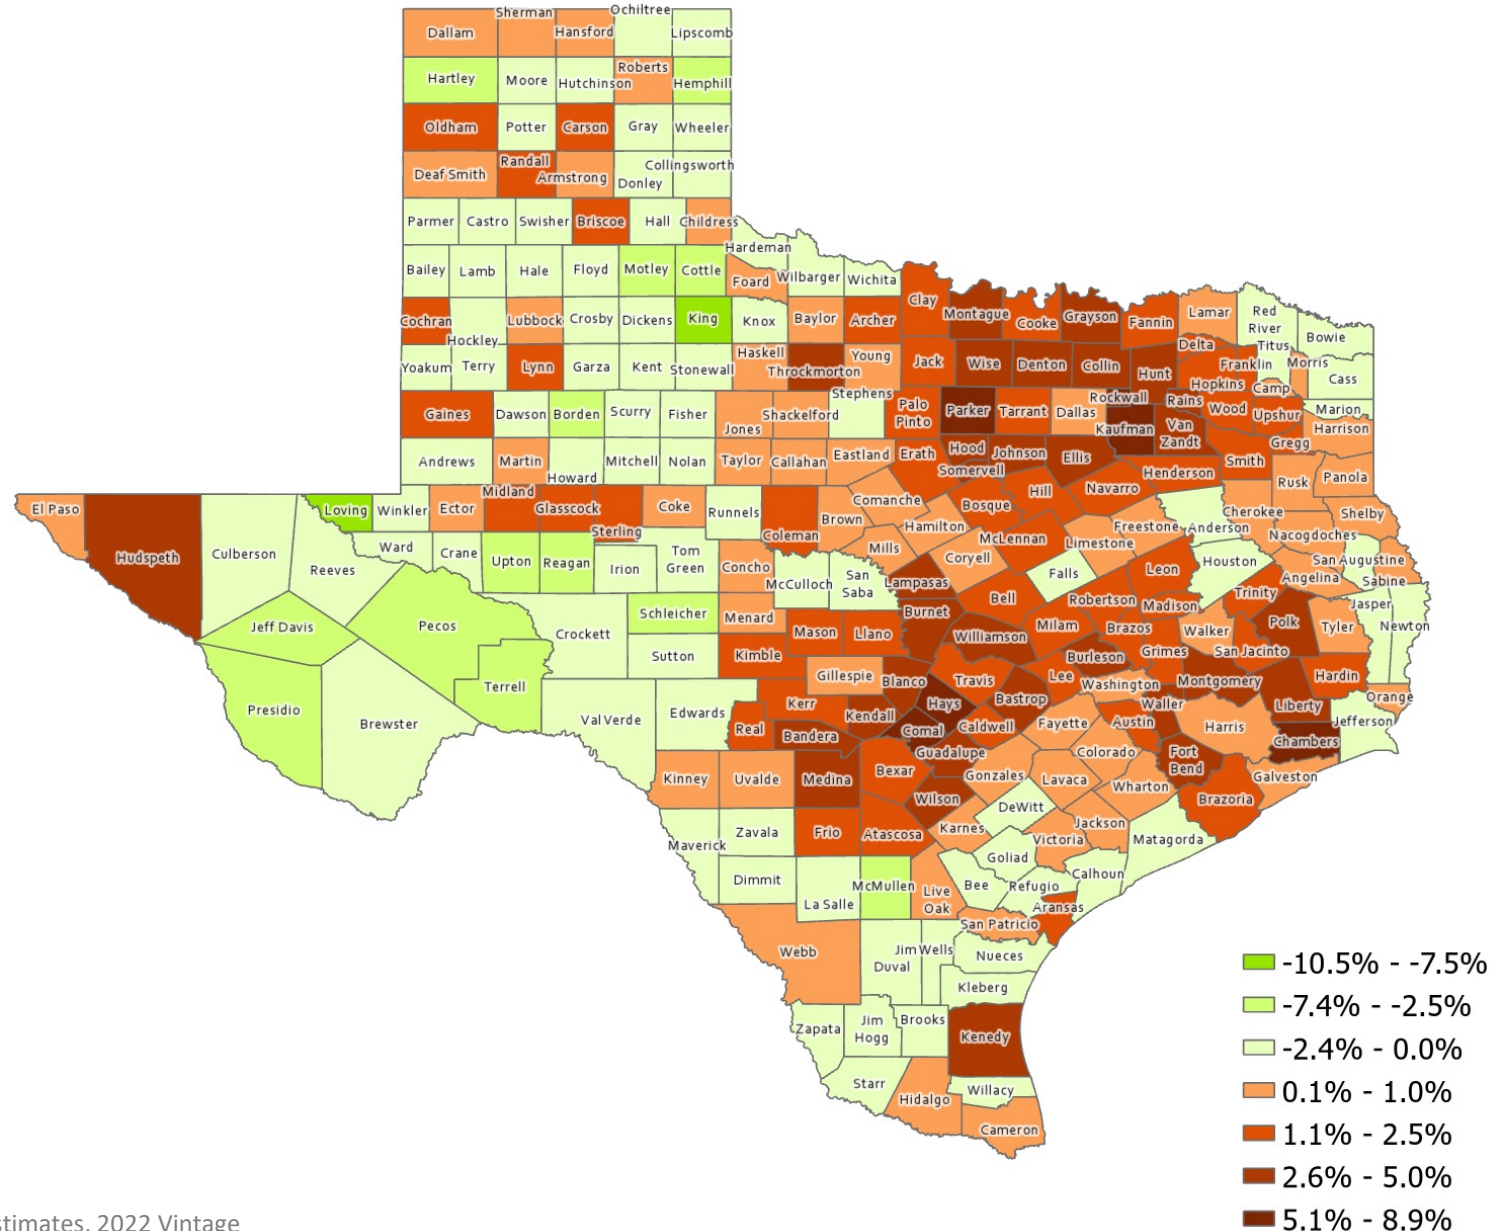 Dallam
Sherman
Hansford
Ochiltree
Lipscomb
Hartley
Moore
Hutchinson
Roberts
Hemphill
Oldham
Potter
Carson
Gray
Wheeler
Deaf Smith
Randall
Armstrong
Donley
Collingsworth
Parmer
Castro
Swisher
Briscoe
Hall
Childress
Hardeman
Bailey
Lamb
Hale
Floyd
Motley
Cottle
Foard
Wilbarger
Wichita
Clay
Montague
Cooke
Grayson
Fannin
Lamar
Red
River
Bowie
Cochran
Hockley
Lubbock
Crosby
Dickens
King
Knox
Baylor
Archer
Delta
Titus
Franklin
Morris
Cass
Yoakum
Terry
Lynn
Garza
Kent
Stonewall
Haskell
Throckmorton
Young
Jack
Wise
Denton
Collin
Hunt
Hopkins
Camp
Marion
Gaines
Dawson
Borden
Scurry
Fisher
Jones
Shackelford
Stephens
Palo
Pinto
Parker
Tarrant
Dallas
Rockwall
Kaufman
Rains
Van
Zandt
Wood
Upshur
Gregg
Harrison
Andrews
Martin
Howard
Mitchell
Nolan
Taylor
Callahan
Eastland
Erath
Hood
Somervell
Johnson
Ellis
Henderson
Smith
Rusk
Panola
El Paso
Hudspeth
Culberson
Loving
Winkler
Ector
Midland
Glasscock
Sterling
Coke
Runnels
Coleman
Brown
Comanche
Hamilton
Bosque
Hill
Navarro
Freestone
Anderson
Cherokee
Nacogdoches
Shelby
Reeves
Ward
Crane
Upton
Reagan
Irion
Tom
Green
Concho
McCulloch
San
Saba
Mills
Lampasas
Coryell
McLennan
Limestone
Falls
Leon
Houston
Angelina
San Augustine
Sabine
Jeff Davis
Pecos
Crockett
Schleicher
Menard
Mason
Llano
Burnet
Bell
Williamson
Milam
Robertson
Brazos
Madison
Grimes
Walker
Trinity
San Jacinto
Polk
Tyler
Jasper
Newton
Presidio
Brewster
Terrell
Sutton
Kimble
Gillespie
Blanco
Travis
Lee
Burleson
Washington
Montgomery
Liberty
Hardin
Orange
Val Verde
Edwards
Real
Kerr
Kendall
Bandera
Hays
Comal
Caldwell
Bastrop
Guadalupe
Fayette
Austin
Waller
Harris
Chambers
Jefferson
Kinney
Uvalde
Medina
Bexar
Wilson
Gonzales
Lavaca
Colorado
Wharton
Fort
Bend
Brazoria
Galveston
Maverick
Zavala
Frio
Atascosa
Karnes
DeWitt
Victoria
Jackson
Matagorda
Dimmit
La Salle
McMullen
Live
Oak
Bee
Goliad
Refugio
Calhoun
Aransas
San Patricio
Webb
Duval
Jim Wells
Nueces
Kleberg
Zapata
Jim
Hogg
Brooks
Kenedy
Starr
Hidalgo
Willacy
Cameron
-10.5% - -7.5%
-7.4% - -2.5%
-2.4% - 0.0%
0.1% - 1.0%
1.1% - 2.5%
2.6% - 5.0%
5.1% - 8.9%
stimates, 2022 Vintage